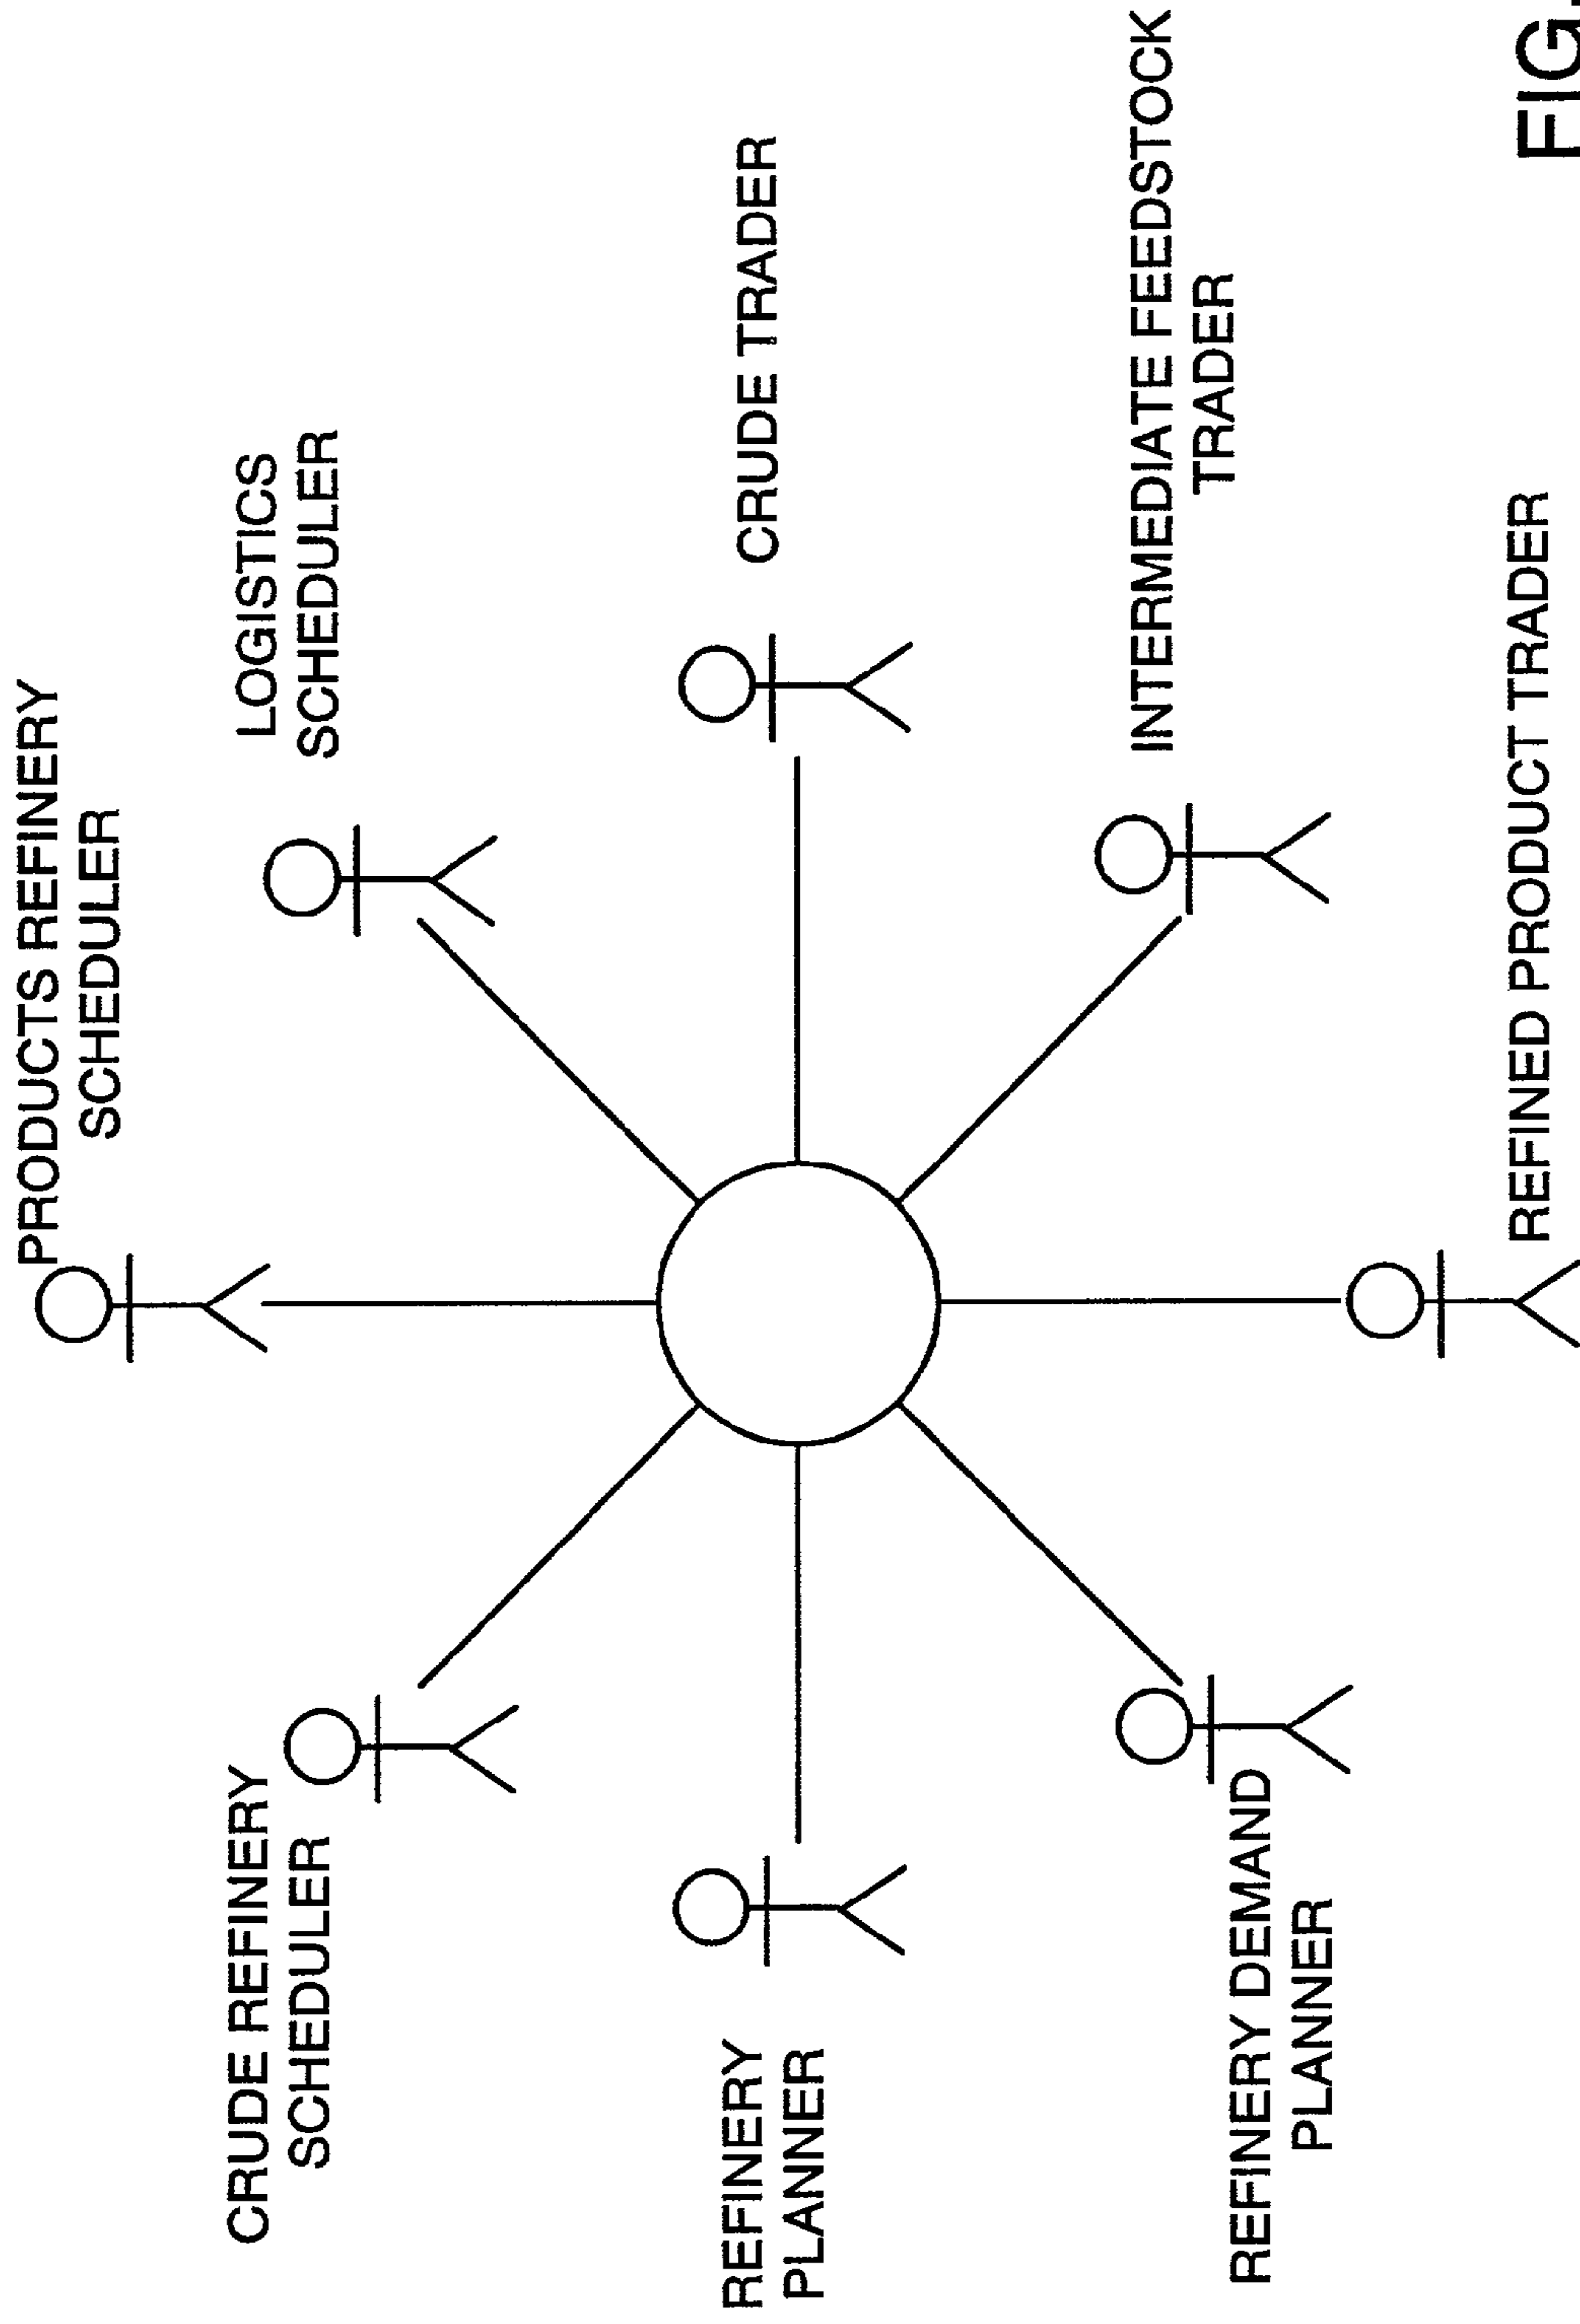 PRODUCTS REFINERY
SCHEDULER
CRUDE REFINERY
SCHEDULER
LOGISTICS
SCHEDULER
REFINERY
PLANNER
CRUDE TRADER
REFINERY DEMAND
PLANNER
INTERMEDIATE FEEDSTOCK
TRADER
REFINED PRODUCT TRADER
FIG.